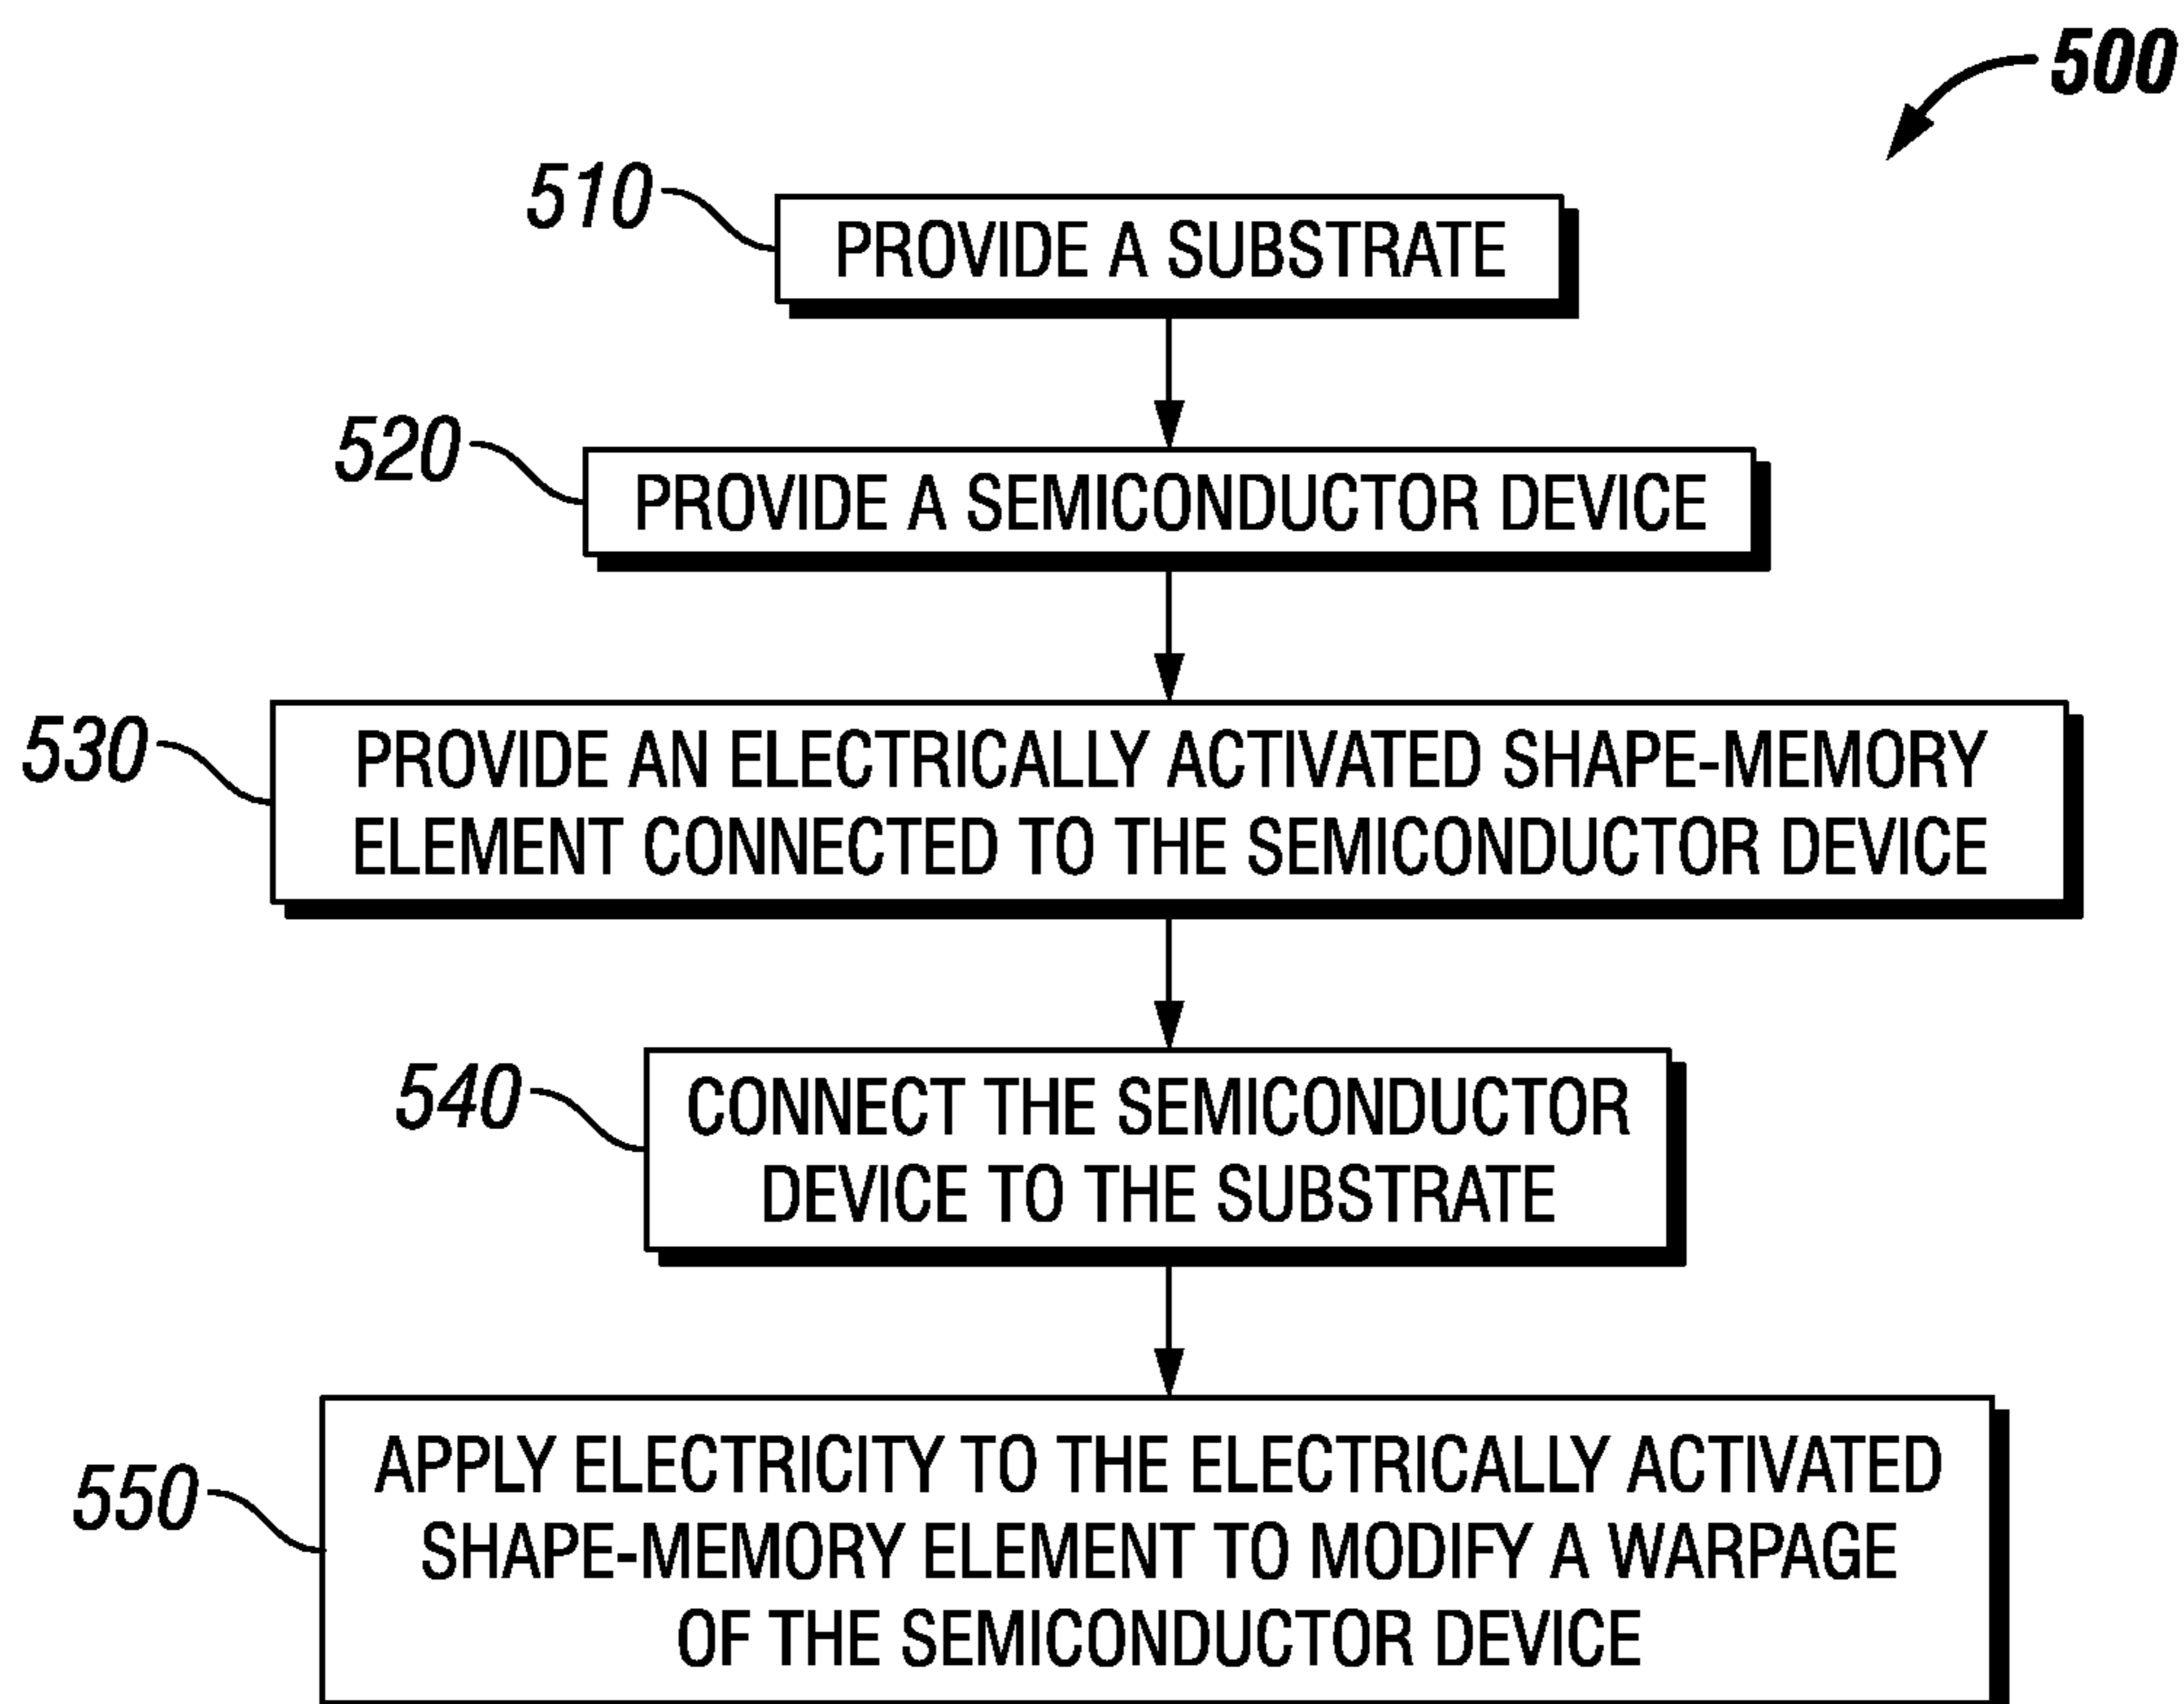 500
510
PROVIDE A SUBSTRATE
520
PROVIDE A SEMICONDUCTOR DEVICE
530
PROVIDE AN ELECTRICALLY ACTIVATED SHAPE-MEMORY
ELEMENT CONNECTED TO THE SEMICONDUCTOR DEVICE
540
CONNECT THE SEMICONDUCTOR
DEVICE TO THE SUBSTRATE
550
APPLY ELECTRICITY TO THE ELECTRICALLY ACTIVATED
SHAPE-MEMORY ELEMENT TO MODIFY A WARPAGE
OF THE SEMICONDUCTOR DEVICE